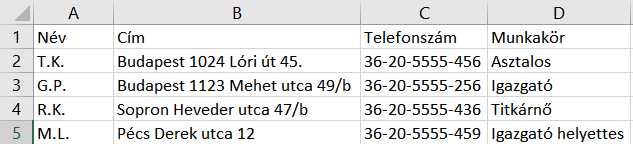 A B C D
1 Név Cím Telefonszám Munkakör
2 T.K. Budapest 1024 Lóri út 45. 36-20-5555-456 Asztalos
3 G.P. Budapest 1123 Mehet utca 49/b 36-20-5555-256 Igazgató
4 R.K. Sopron Heveder utca 47/b 36-20-5555-436 Titkárnő
5 M.L. Pécs Derek utca 12 36-20-5555-459 Igazgató helyettes